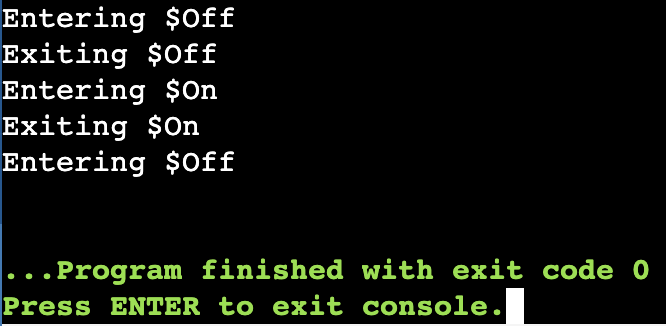 Entering $Off
Exiting $Off
Entering $On
Exiting $On
Entering $Off
...Program finished with exit code 0
Press ENTER to exit console.